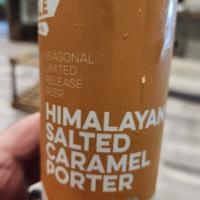 SEASONAL
LIMITED
RELEASE
BEER
HIMALAYAN
SALTED
CARAMEL
PORTER